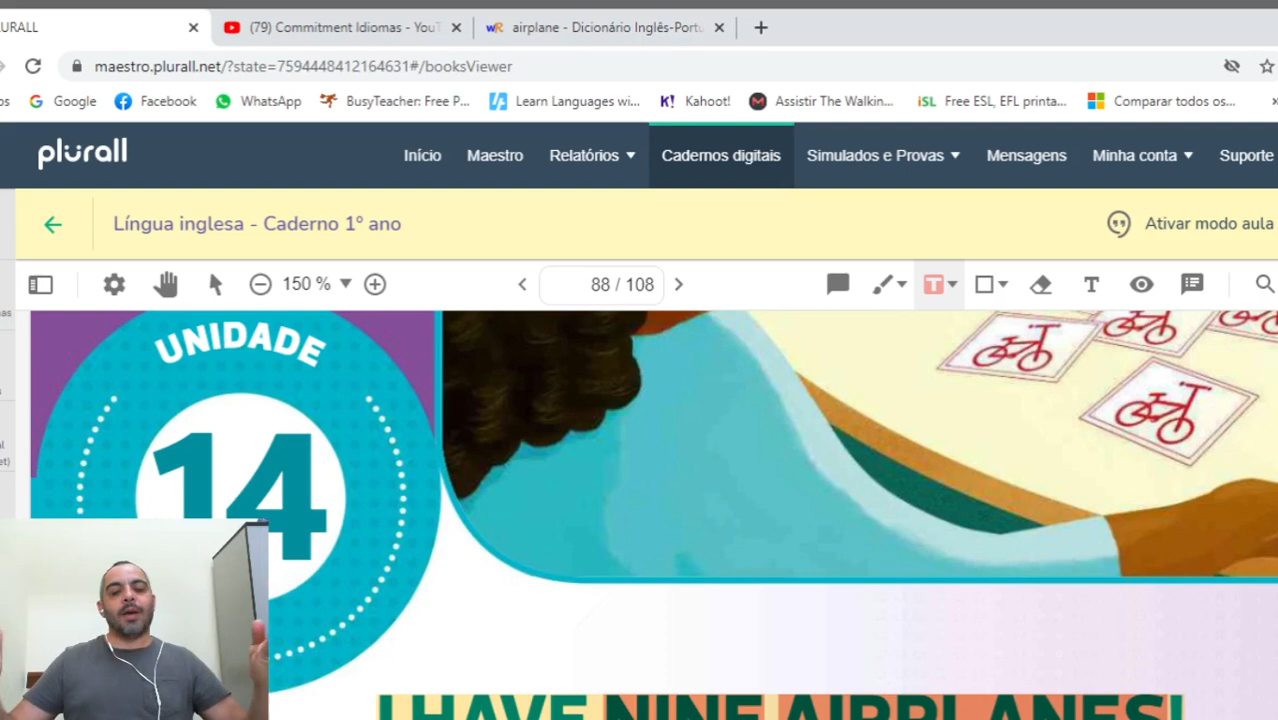 URALL
(79) Commitment Idiomas - YouT
wR airplane - Dicionário Inglês-Portu
maestro.plurall.net/?state=7594448412164631#/booksViewer
os Google Facebook WhatsApp BusyTeacher: Free P... Learn Languages wi... K! Kahoot! Assistir The Walkin... iSL Free ESL, EFL printa... Comparar todos os... »
plurall Início Maestro Relatórios Cadernos digitais Simulados e Provas Mensagens Minha conta Suporte
Língua inglesa - Caderno 1º ano Ativar modo aula
150 % 88 / 108 T T
UNIDADE
14
I HAVE NINE AIRPLANES!